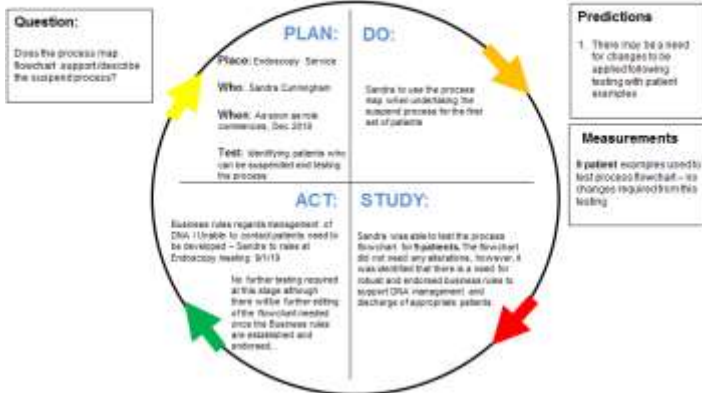 Question:
Does the process map
flowchart support/describe
the suspend process?
PLAN:
Place: Endoscopy Service
Who: Sandra Cunningham
When: As soon as role
commences, Dec 2018
Test: Identifying patients who
can be suspended and testing
the process
DO:
Sandra to use the process
map when undertaking the
suspend process for the first
set of patients
Predictions
1. There may be a need
for changes to be
applied following
testing with patient
examples
Measurements
9 patient examples used to
test process flowchart – no
changes required from this
testing
ACT:
Business rules regards management of
DNA / Unable to contact patients need to
be developed – Sandra to raise at
Endoscopy meeting 9/1/19
No further testing required
at this stage although
there will be further editing
of the flowchart needed
once the Business rules
are established and
endorsed...
STUDY:
Sandra was able to test the process
flowchart for 9 patients. The flowchart
did not need any alterations, however, it
was identified that there is a need for
robust and endorsed business rules to
support DNA management and
discharge of appropriate patients